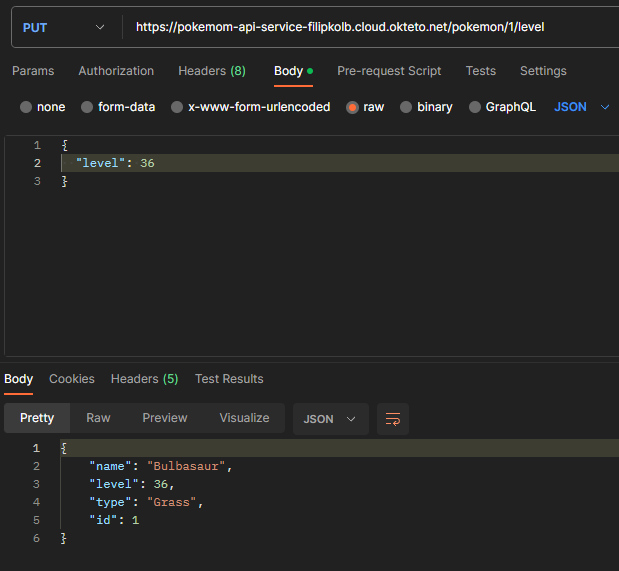 PUT https://pokemom-api-service-filipkolb.cloud.okteto.net/pokemon/1/level
Params Authorization Headers (8) Body Pre-request Script Tests Settings
none form-data x-www-form-urlencoded raw binary GraphQL JSON
1 {
2 "level": 36
3 }
Body Cookies Headers (5) Test Results
Pretty Raw Preview Visualize JSON
1 {
2 "name": "Bulbasaur",
3 "level": 36,
4 "type": "Grass",
5 "id": 1
6 }